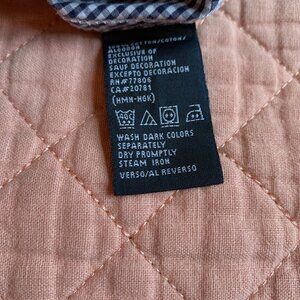 ALGODON
EXCLUSIVE OF
DECORATION
SAUF DECORATION
EXCEPTO DECORACION
RN#77806
CA#20781
(HMN-HGK)
WASH DARK COLORS
SEPARATELY
DRY PROMPTLY
STEAM IRON
VERSO/AL REVERSO